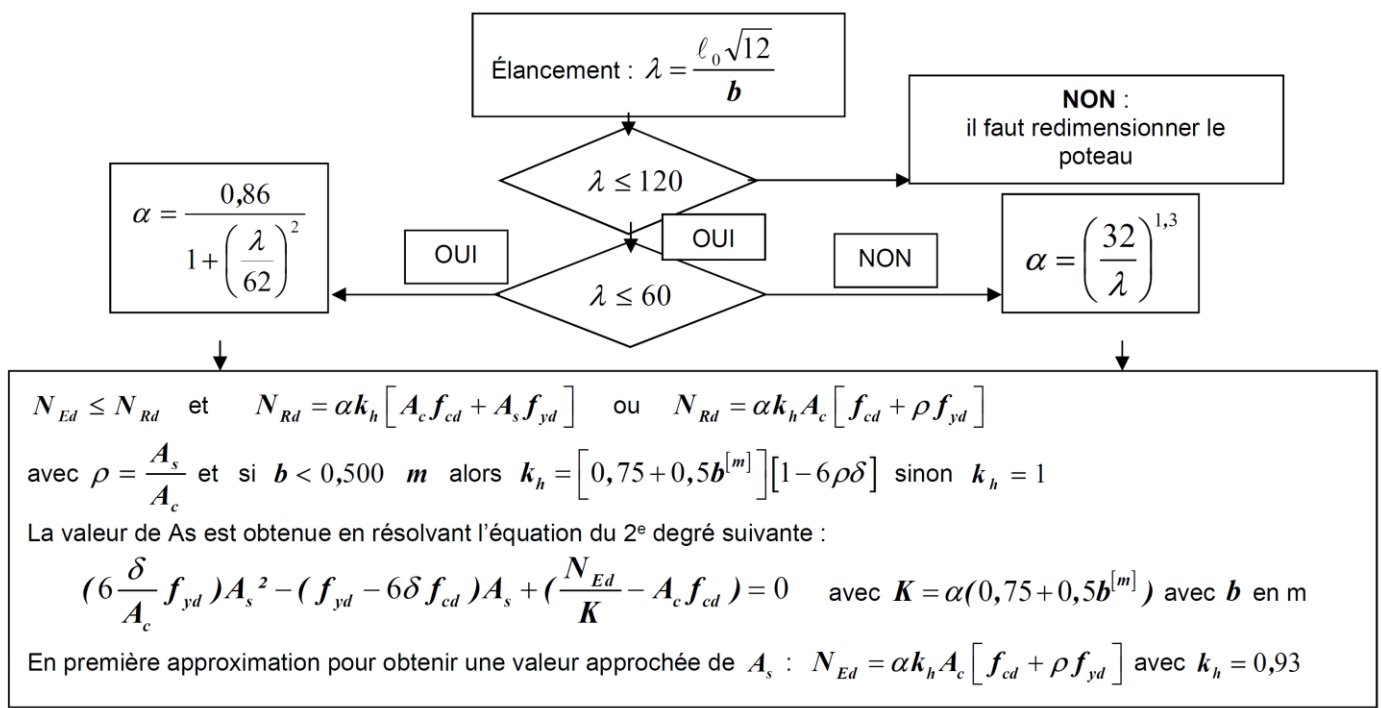 Élancement : λ = ℓ₀√12 / b
NON :
il faut redimensionner le
poteau
λ ≤ 120
α = 0,86 / (1 + (λ/62)²)
OUI
OUI
NON
α = (32/λ)^1,3
λ ≤ 60
N_Ed ≤ N_Rd et N_Rd = αk_h[A_c f_cd + A_s f_yd] ou N_Rd = αk_h A_c[f_cd + ρf_yd]
avec ρ = A_s/A_c et si b < 0,500 m alors k_h = [0,75 + 0,5b^[m]][1 − 6ρδ] sinon k_h = 1
La valeur de As est obtenue en résolvant l’équation du 2e degré suivante :
(6 δ/A_c f_yd)A_s² − (f_yd − 6δf_cd)A_s + (N_Ed/K − A_c f_cd) = 0 avec K = α(0,75 + 0,5b^[m]) avec b en m
En première approximation pour obtenir une valeur approchée de A_s : N_Ed = αk_h A_c[f_cd + ρf_yd] avec k_h = 0,93